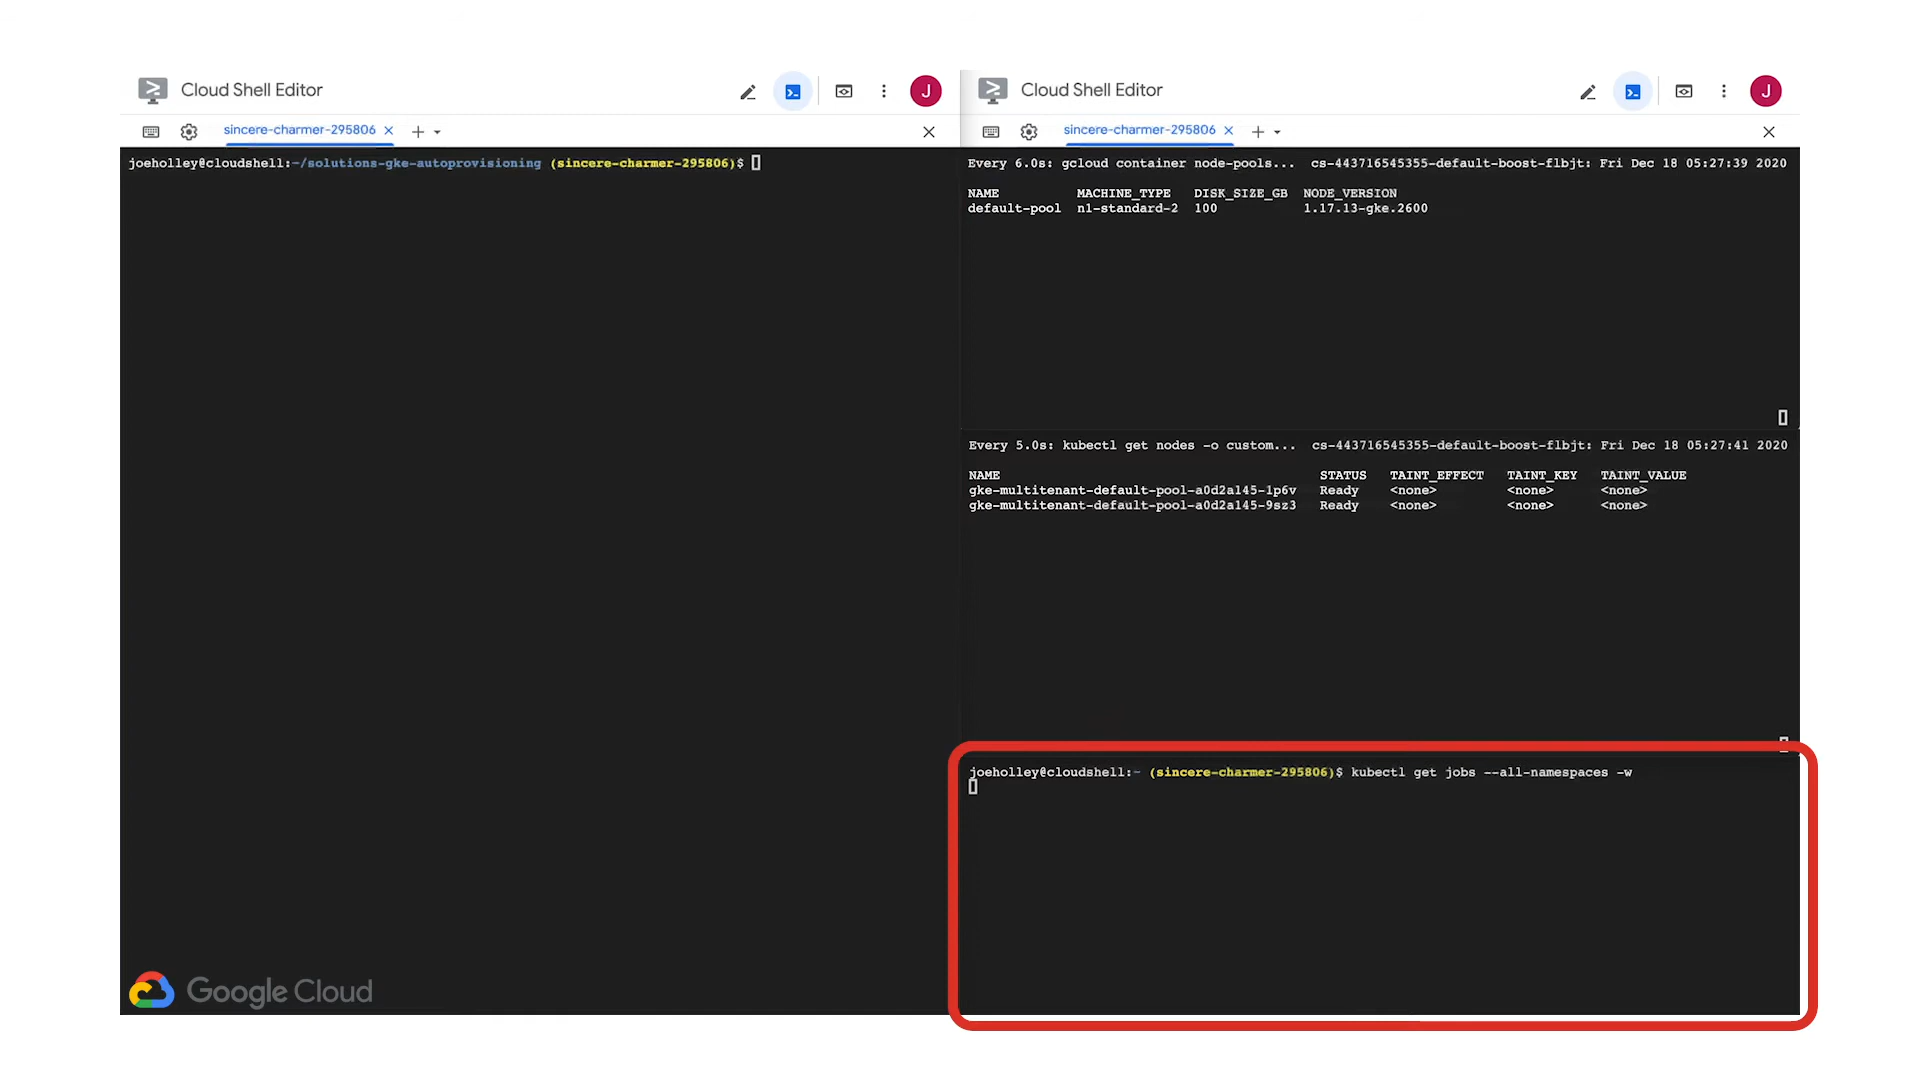 Cloud Shell Editor
J
sincere-charmer-295806
joeholley@cloudshell:~/solutions-gke-autoprovisioning (sincere-charmer-295806)$
Google Cloud
Cloud Shell Editor
J
sincere-charmer-295806
Every 6.0s: gcloud container node-pools... cs-443716545355-default-boost-flbjt: Fri Dec 18 05:27:39 2020
NAME MACHINE_TYPE DISK_SIZE_GB NODE_VERSION
default-pool n1-standard-2 100 1.17.13-gke.2600
Every 5.0s: kubectl get nodes -o custom... cs-443716545355-default-boost-flbjt: Fri Dec 18 05:27:41 2020
NAME STATUS TAINT_EFFECT TAINT_KEY TAINT_VALUE
gke-multitenant-default-pool-a0d2a145-1p6v Ready <none> <none> <none>
gke-multitenant-default-pool-a0d2a145-9sz3 Ready <none> <none> <none>
joeholley@cloudshell:~ (sincere-charmer-295806)$ kubectl get jobs --all-namespaces -w